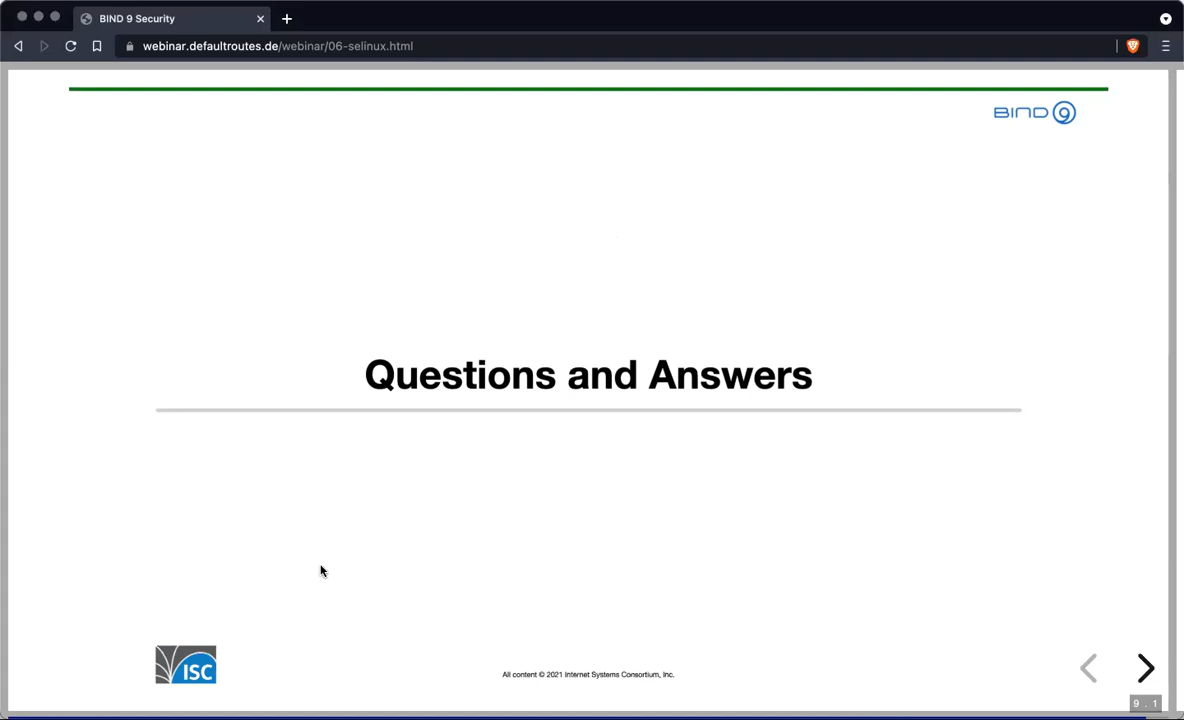 BIND 9 Security
webinar.defaultroutes.de/webinar/06-selinux.html
BIND 9
Questions and Answers
ISC
All content © 2021 Internet Systems Consortium, Inc.
9 . 1